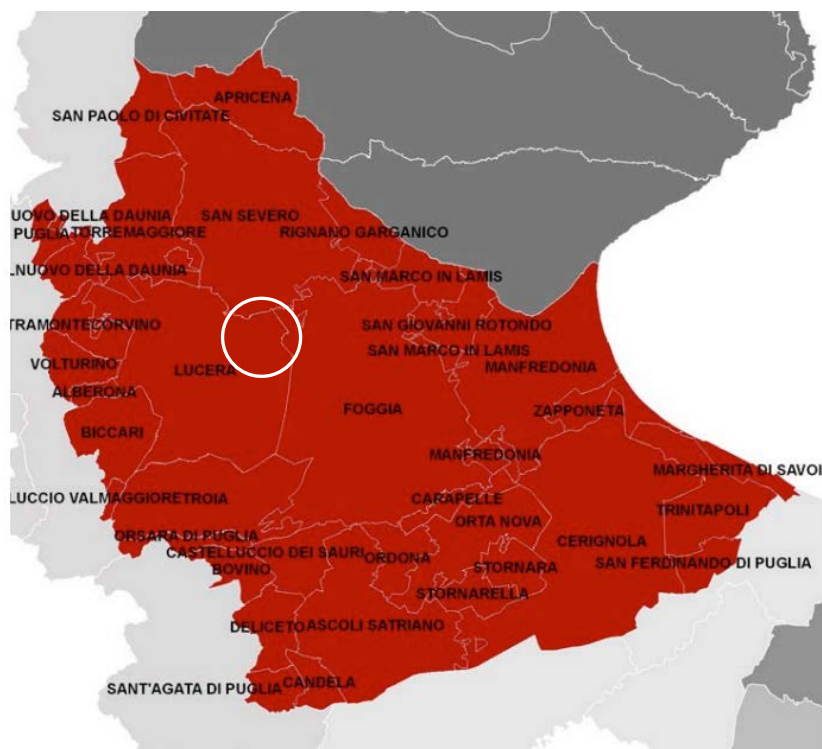 APRICENA
SAN PAOLO DI CIVITATE
NUOVO DELLA DAUNIA
SAN SEVERO
PUGLIA
TORREMAGGIORE
RIGNANO GARGANICO
LNUOVO DELLA DAUNIA
SAN MARCO IN LAMIS
TRAMONTECORVINO
SAN GIOVANNI ROTONDO
SAN MARCO IN LAMIS
VOLTURINO
LUCERA
MANFREDONIA
ALBERONA
FOGGIA
ZAPPONETA
BICCARI
MANFREDONIA
MARGHERITA DI SAVOI
LUCCIO VALMAGGIORE
TROIA
CARAPELLE
TRINITAPOLI
ORTA NOVA
ORSARA DI PUGLIA
CERIGNOLA
CASTELLUCCIO DEI SAURI
ORDONA
BOVINO
STORNARA
SAN FERDINANDO DI PUGLIA
STORNARELLA
DELICETO
ASCOLI SATRIANO
SANT'AGATA DI PUGLIA
CANDELA